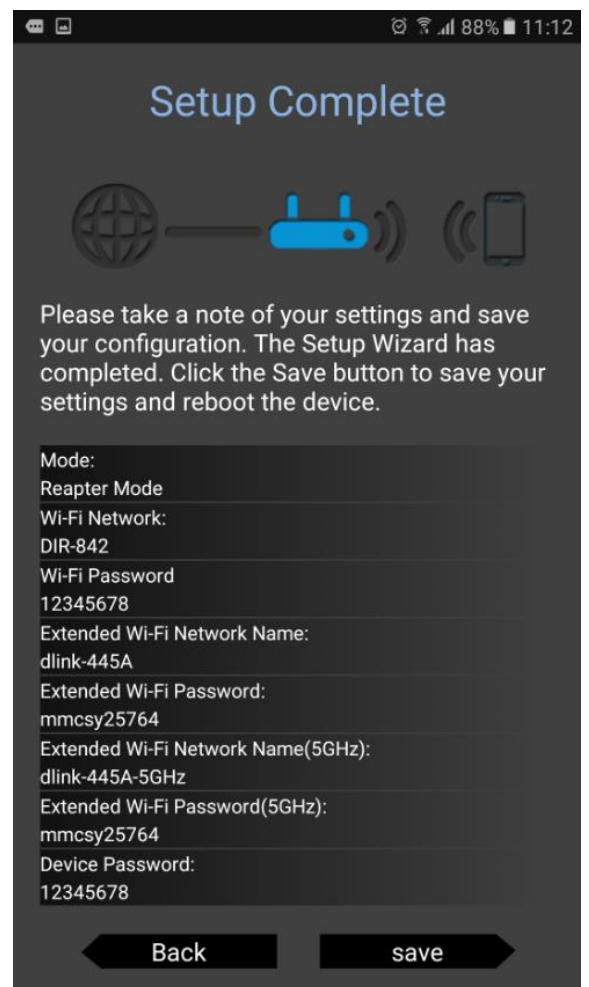 88% 11:12
Setup Complete
Please take a note of your settings and save
your configuration. The Setup Wizard has
completed. Click the Save button to save your
settings and reboot the device.
Mode:
Reapter Mode
Wi-Fi Network:
DIR-842
Wi-Fi Password
12345678
Extended Wi-Fi Network Name:
dlink-445A
Extended Wi-Fi Password:
mmcsy25764
Extended Wi-Fi Network Name(5GHz):
dlink-445A-5GHz
Extended Wi-Fi Password(5GHz):
mmcsy25764
Device Password:
12345678
Back save